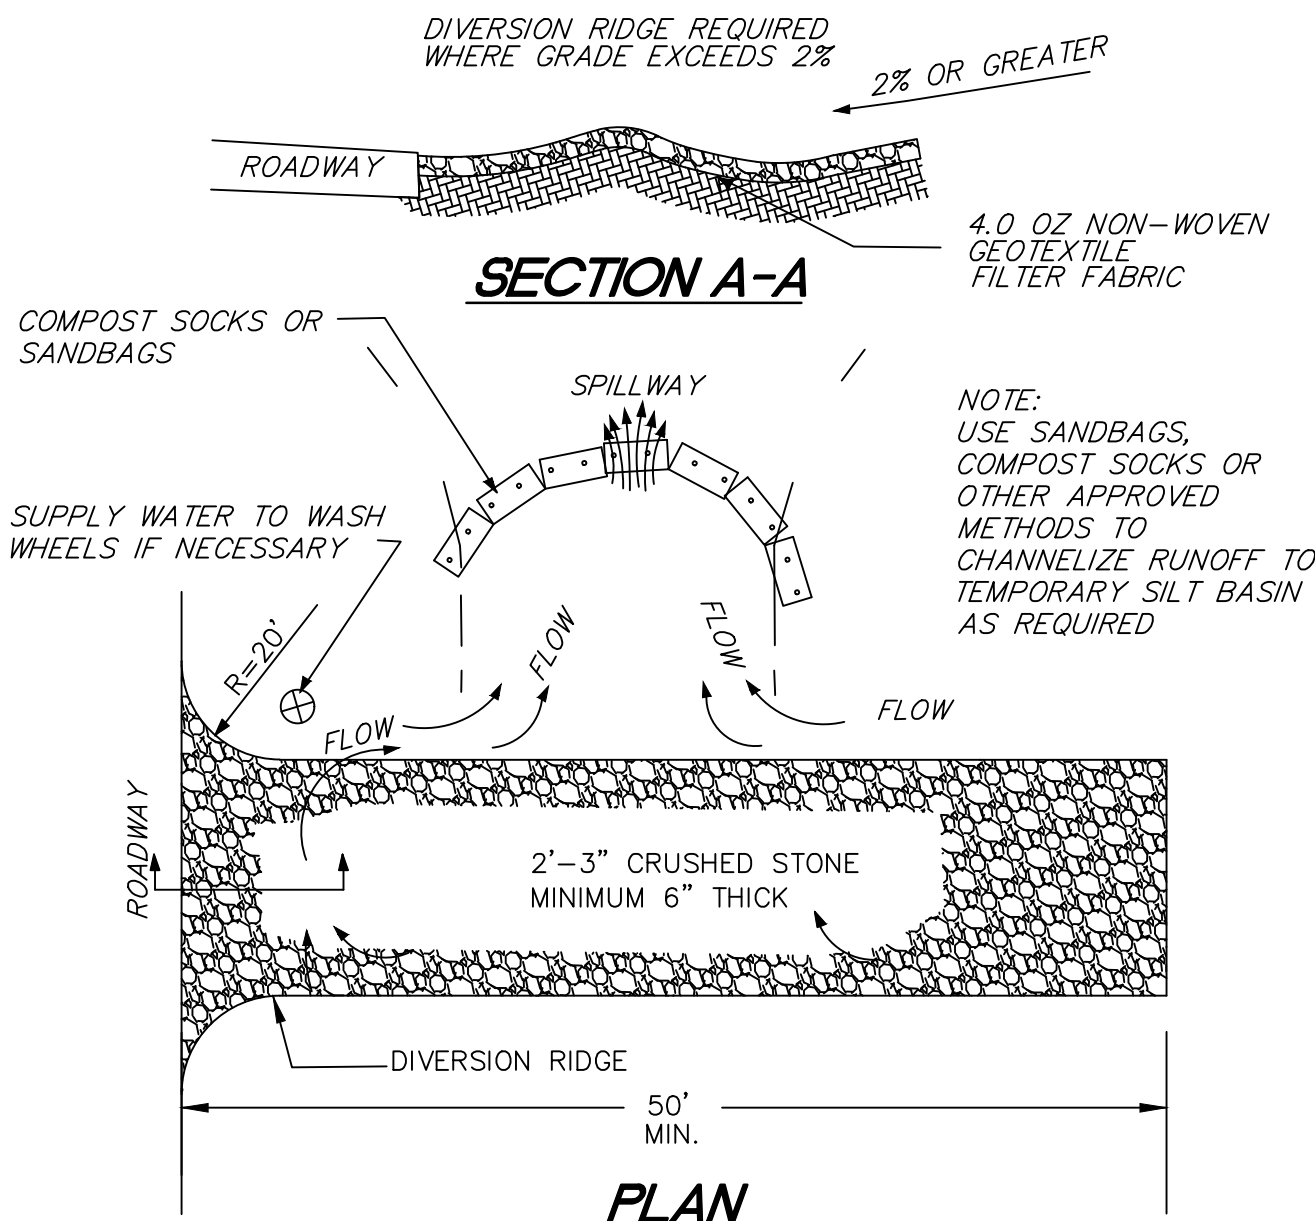 DIVERSION RIDGE REQUIRED
WHERE GRADE EXCEEDS 2%
2% OR GREATER
ROADWAY
4.0 OZ NON-WOVEN
GEOTEXTILE
FILTER FABRIC
SECTION A-A
COMPOST SOCKS OR
SANDBAGS
SPILLWAY
NOTE:
USE SANDBAGS,
COMPOST SOCKS OR
OTHER APPROVED
METHODS TO
CHANNELIZE RUNOFF TO
TEMPORARY SILT BASIN
AS REQUIRED
SUPPLY WATER TO WASH
WHEELS IF NECESSARY
R=20'
FLOW
FLOW
FLOW
FLOW
ROADWAY
2'-3" CRUSHED STONE
MINIMUM 6" THICK
DIVERSION RIDGE
50'
MIN.
PLAN